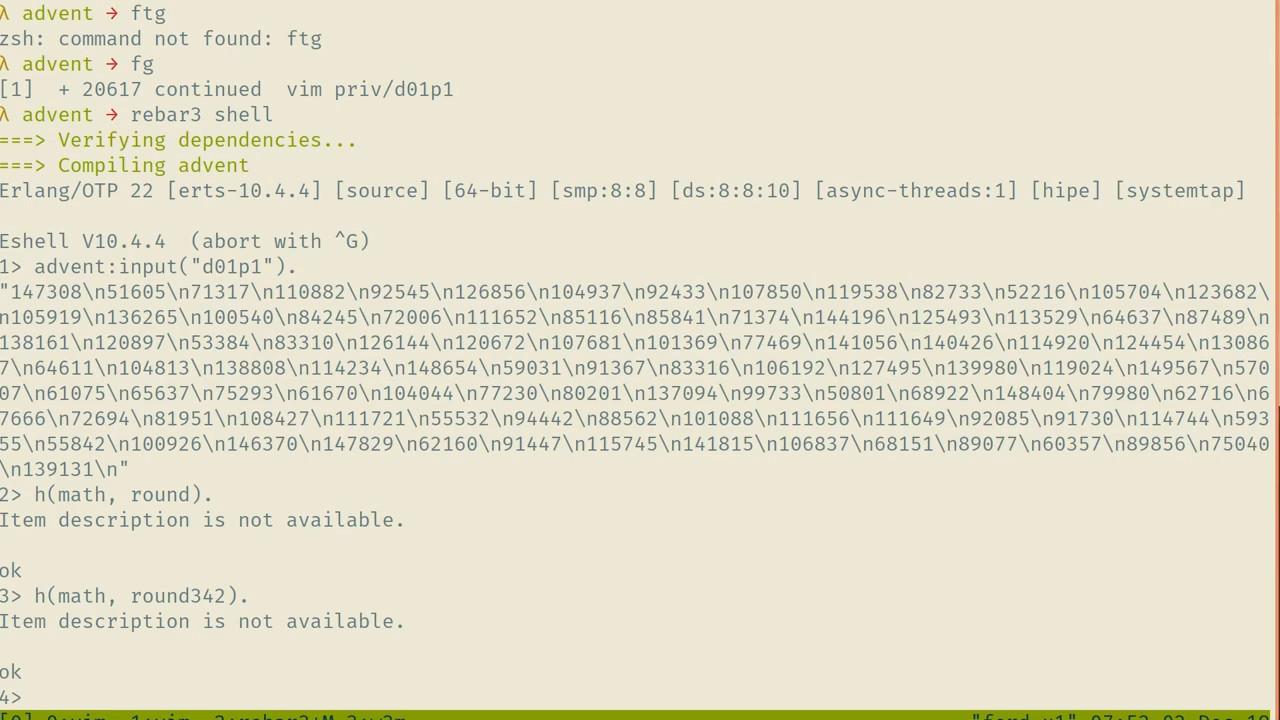 λ advent → ftg
zsh: command not found: ftg
λ advent → fg
[1]  + 20617 continued  vim priv/d01p1
λ advent → rebar3 shell
===> Verifying dependencies...
===> Compiling advent
Erlang/OTP 22 [erts-10.4.4] [source] [64-bit] [smp:8:8] [ds:8:8:10] [async-threads:1] [hipe] [systemtap]
Eshell V10.4.4  (abort with ^G)
1> advent:input("d01p1").
"147308\n51605\n71317\n110882\n92545\n126856\n104937\n92433\n107850\n119538\n82733\n52216\n105704\n123682\
n105919\n136265\n100540\n84245\n72006\n111652\n85116\n85841\n71374\n144196\n125493\n113529\n64637\n87489\n
138161\n120897\n53384\n83310\n126144\n120672\n107681\n101369\n77469\n141056\n140426\n114920\n124454\n13086
7\n64611\n104813\n138808\n114234\n148654\n59031\n91367\n83316\n106192\n127495\n139980\n119024\n149567\n570
07\n61075\n65637\n75293\n61670\n104044\n77230\n80201\n137094\n99733\n50801\n68922\n148404\n79980\n62716\n6
7666\n72694\n81951\n108427\n111721\n55532\n94442\n88562\n101088\n111656\n111649\n92085\n91730\n114744\n593
55\n55842\n100926\n146370\n147829\n62160\n91447\n115745\n141815\n106837\n68151\n89077\n60357\n89856\n75040
\n139131\n"
2> h(math, round).
Item description is not available.
ok
3> h(math, round342).
Item description is not available.
ok
4>